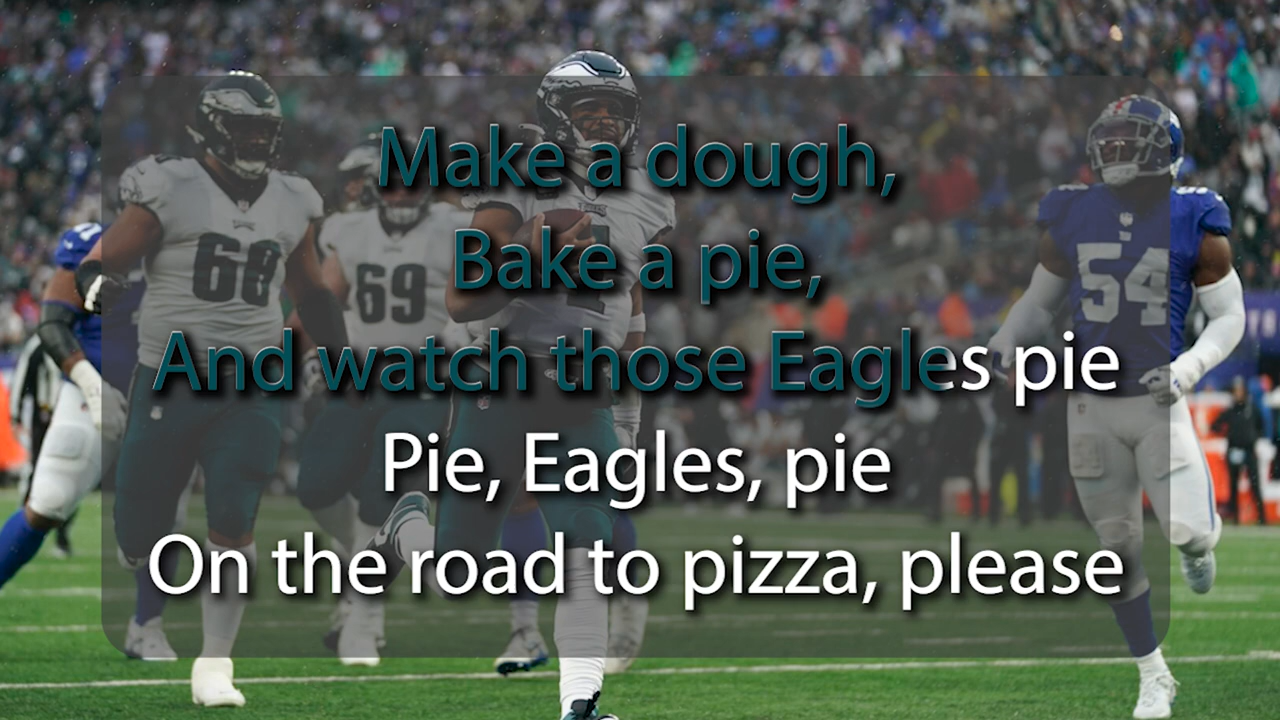 Make a dough,
Bake a pie,
And watch those Eagles pie
Pie, Eagles, pie
On the road to pizza, please
68
69
1
54